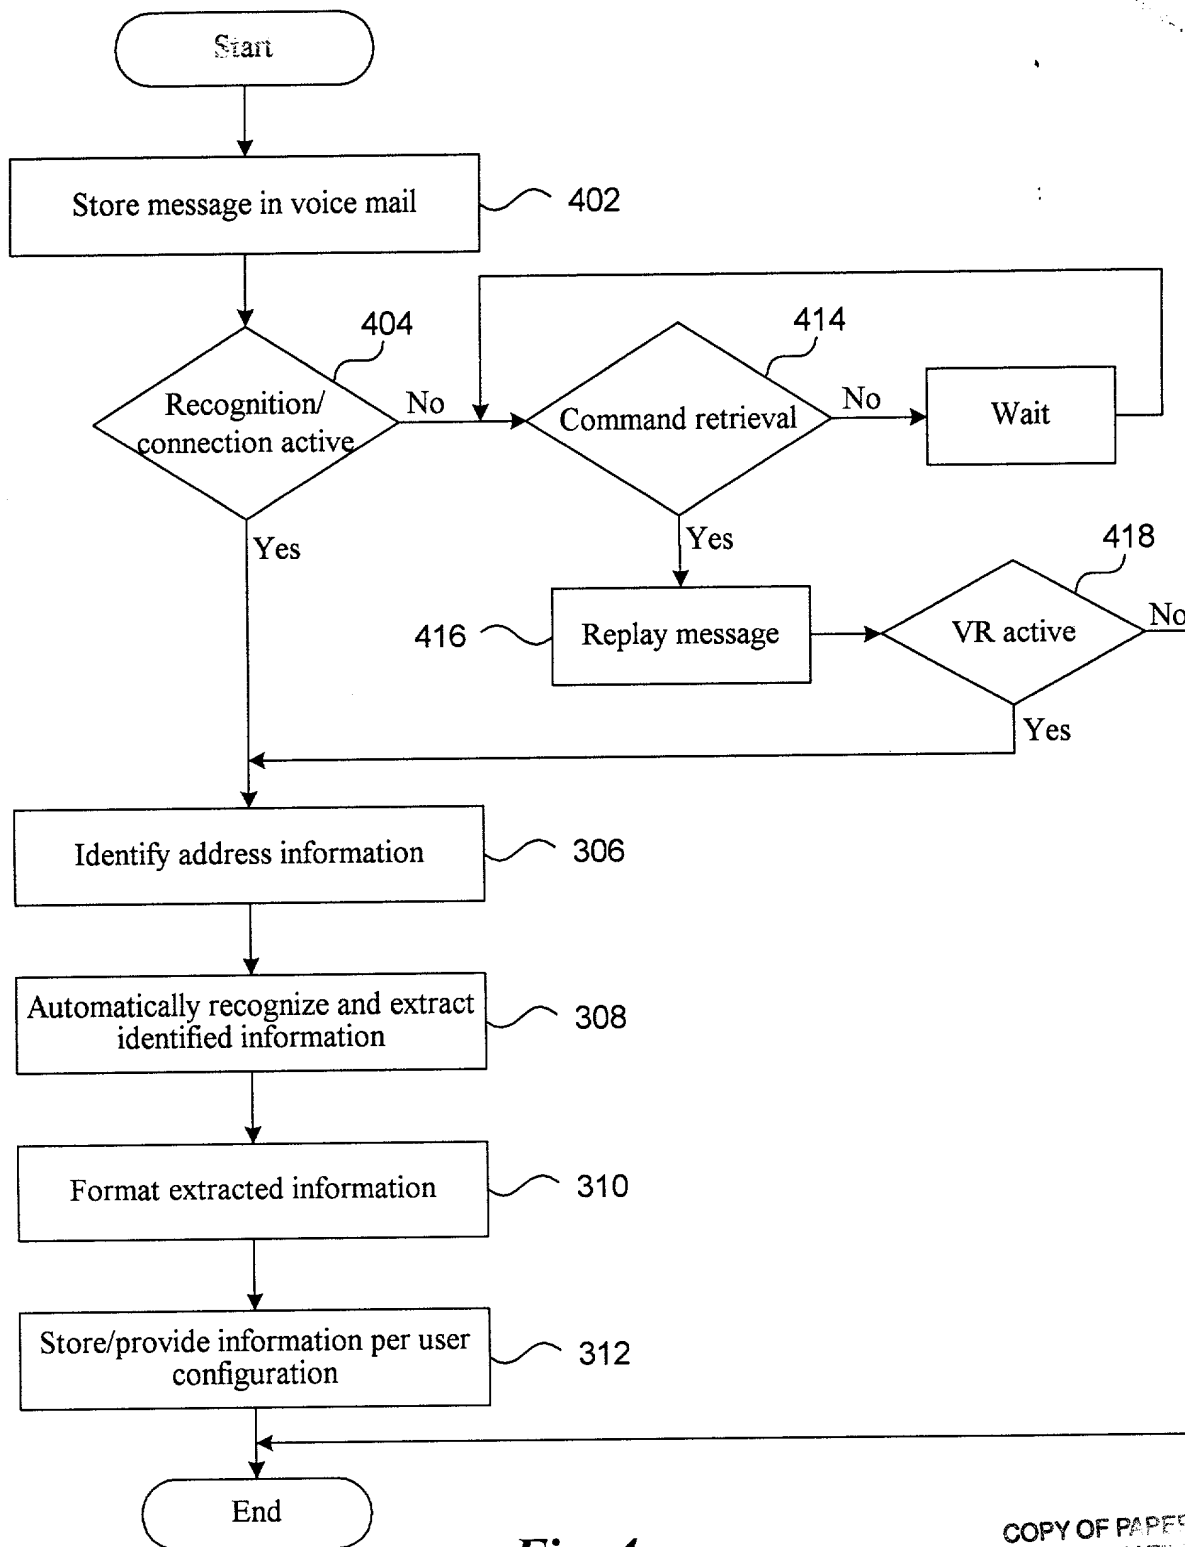 Start
Store message in voice mail
402
404
Recognition/
connection active
No
414
Command retrieval
No
Wait
Yes
Yes
418
416
Replay message
VR active
No
Yes
Identify address information
306
Automatically recognize and extract
identified information
308
Format extracted information
310
Store/provide information per user
configuration
312
End
COPY OF